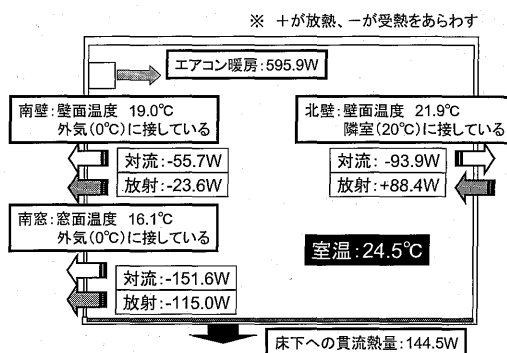 ※ ＋が放熱、－が受熱をあらわす
エアコン暖房:595.9W
南壁:壁面温度 19.0℃
外気(0℃)に接している
北壁:壁面温度 21.9℃
隣室(20℃)に接している
対流:-55.7W
放射:-23.6W
対流: -93.9W
放射:+88.4W
南窓:窓面温度 16.1℃
外気(0℃)に接している
室温:24.5℃
対流:-151.6W
放射:-115.0W
床下への貫流熱量:144.5W